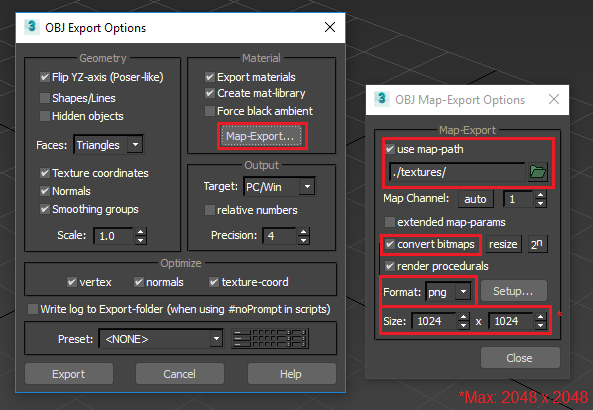 OBJ Export Options
Geometry
Flip YZ-axis (Poser-like)
Shapes/Lines
Hidden objects
Faces: Triangles
Texture coordinates
Normals
Smoothing groups
Scale: 1.0
Material
Export materials
Create mat-library
Force black ambient
Map-Export...
Output
Target: PC/Win
relative numbers
Precision: 4
Optimize
vertex normals texture-coord
Write log to Export-folder (when using #noPrompt in scripts)
Preset: <NONE>
Export Cancel Help
OBJ Map-Export Options
Map-Export
use map-path
./textures/
Map Channel: auto 1
extended map-params
convert bitmaps resize 2ⁿ
render procedurals
Format: png Setup...
Size: 1024 x 1024 *
Close
*Max: 2048 x 2048